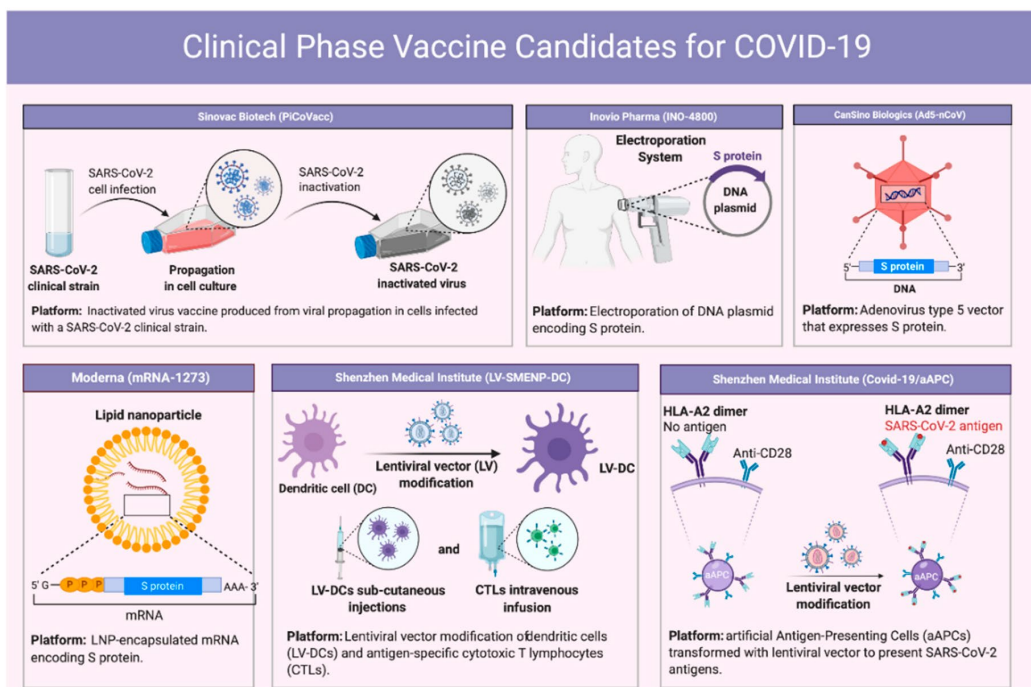 Clinical Phase Vaccine Candidates for COVID-19
Sinovac Biotech (PiCoVacc)
SARS-CoV-2
cell infection
SARS-CoV-2
inactivation
SARS-CoV-2
clinical strain
Propagation
in cell culture
SARS-CoV-2
inactivated virus
Platform: Inactivated virus vaccine produced from viral propagation in cells infected
with a SARS-CoV-2 clinical strain.
Inovio Pharma (INO-4800)
Electroporation
System
S protein
DNA
plasmid
Platform: Electroporation of DNA plasmid
encoding S protein.
CanSino Biologics (Ad5-nCoV)
5'
S protein
3'
DNA
Platform: Adenovirus type 5 vector
that expresses S protein.
Moderna (mRNA-1273)
Lipid nanoparticle
5' G
P P P
S protein
AAA- 3'
mRNA
Platform: LNP-encapsulated mRNA
encoding S protein.
Shenzhen Medical Institute (LV-SMENP-DC)
Dendritic cell (DC)
Lentiviral vector (LV)
modification
LV-DC
LV-DCs sub-cutaneous
injections
and
CTLs intravenous
infusion
Platform: Lentiviral vector modification of dendritic cells
(LV-DCs) and antigen-specific cytotoxic T lymphocytes
(CTLs).
Shenzhen Medical Institute (Covid-19/aAPC)
HLA-A2 dimer
No antigen
Anti-CD28
HLA-A2 dimer
SARS-CoV-2 antigen
Anti-CD28
aAPC
Lentiviral vector
modification
aAPC
Platform: artificial Antigen-Presenting Cells (aAPCs)
transformed with lentiviral vector to present SARS-CoV-2
antigens.